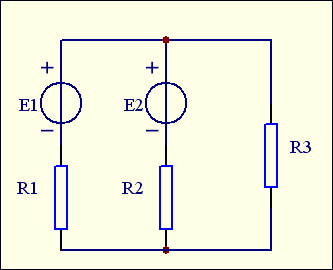 + +
E1 E2
− −
R3
R1 R2